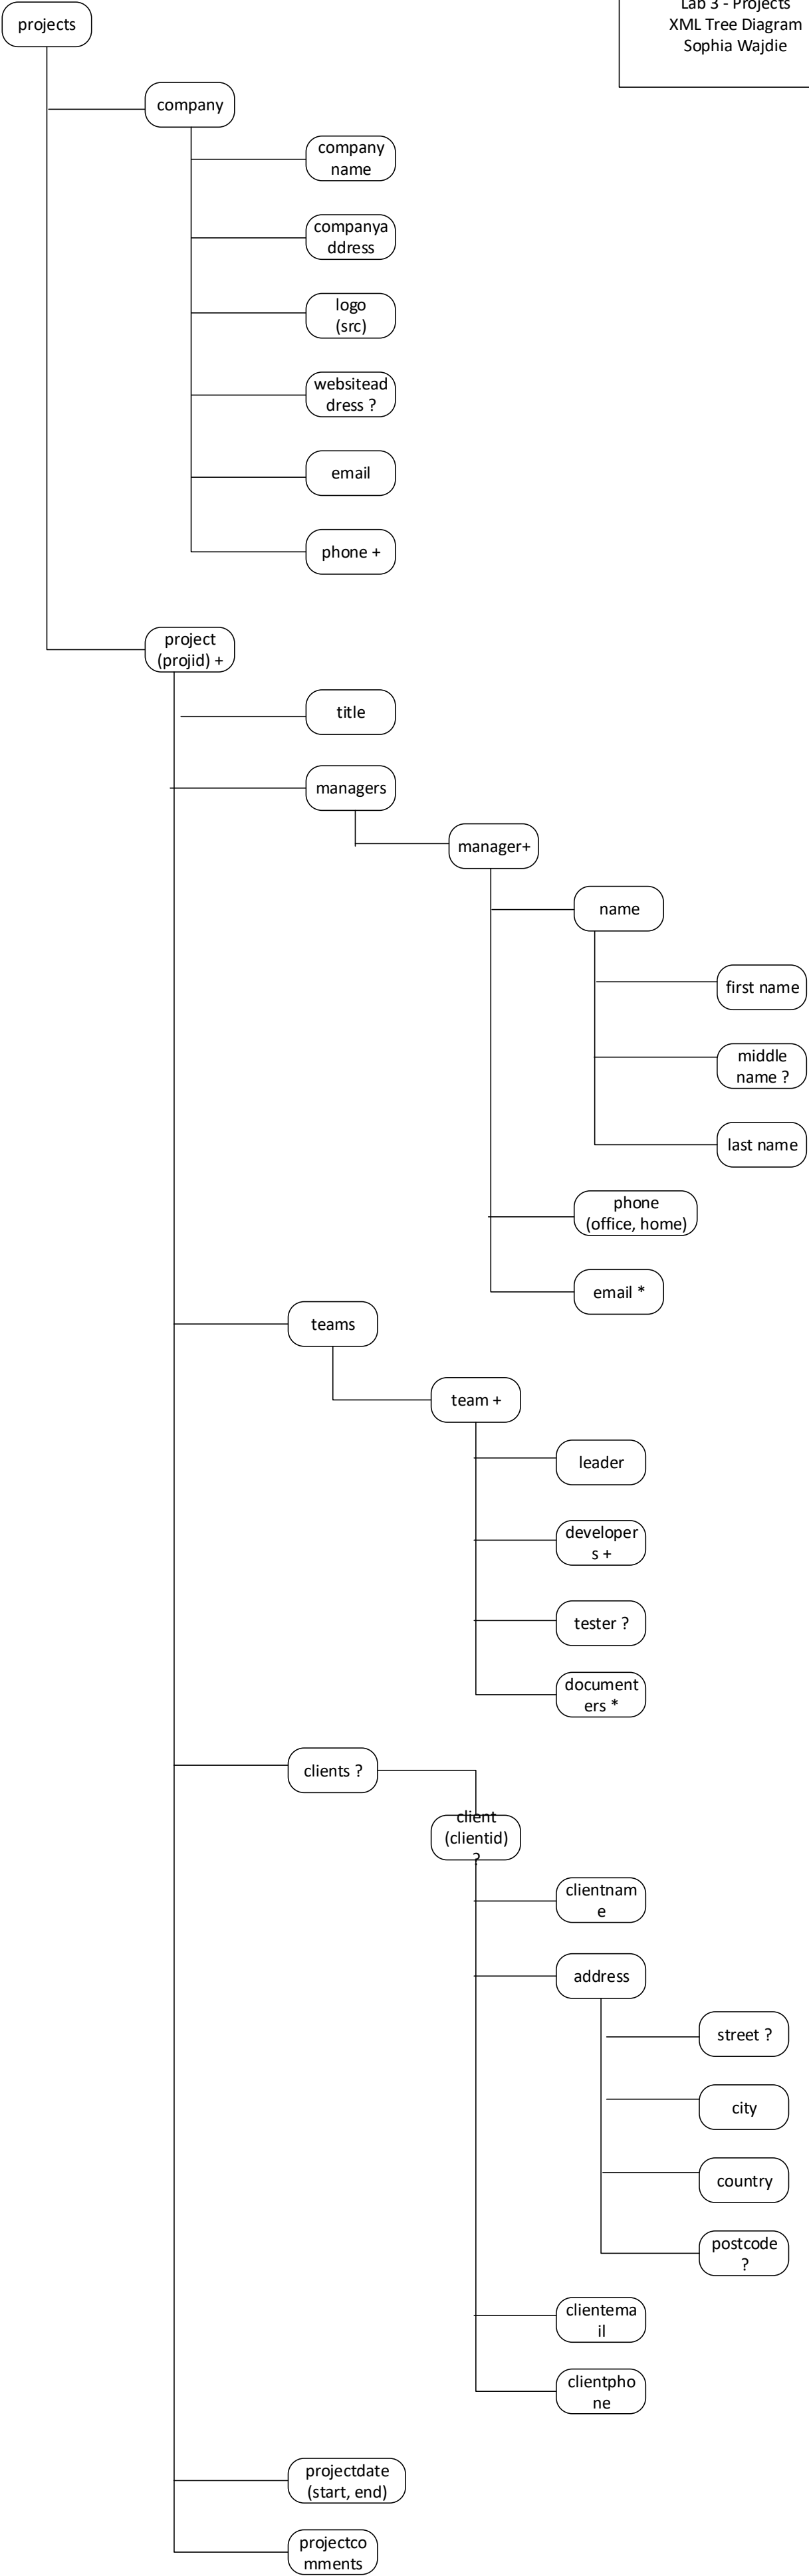 Lab 3 - Projects
XML Tree Diagram
Sophia Wajdie
projects
company
company
name
companya
ddress
logo
(src)
websitead
dress ?
email
phone +
project
(projid) +
title
managers
manager+
name
first name
middle
name ?
last name
phone
(office, home)
email *
teams
team +
leader
developer
s +
tester ?
document
ers *
clients ?
client
(clientid)
?
clientnam
e
address
street ?
city
country
postcode
?
clientema
il
clientpho
ne
projectdate
(start, end)
projectco
mments